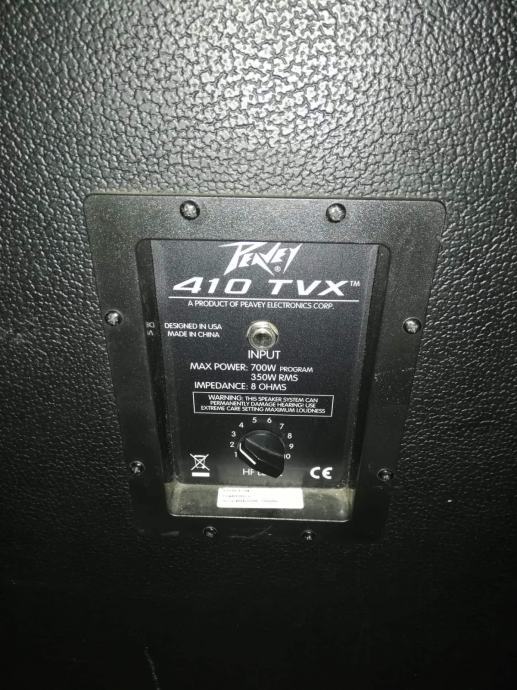 PEAVEY
®
410 TVX™
A PRODUCT OF PEAVEY ELECTRONICS CORP.
DESIGNED IN USA
MADE IN CHINA
INPUT
MAX POWER: 700W PROGRAM
350W RMS
IMPEDANCE: 8 OHMS
WARNING: THIS SPEAKER SYSTEM CAN
PERMANENTLY DAMAGE HEARING! USE
EXTREME CARE SETTING MAXIMUM LOUDNESS
1 2 3 4 5 6 7 8 9 10
HF
CE